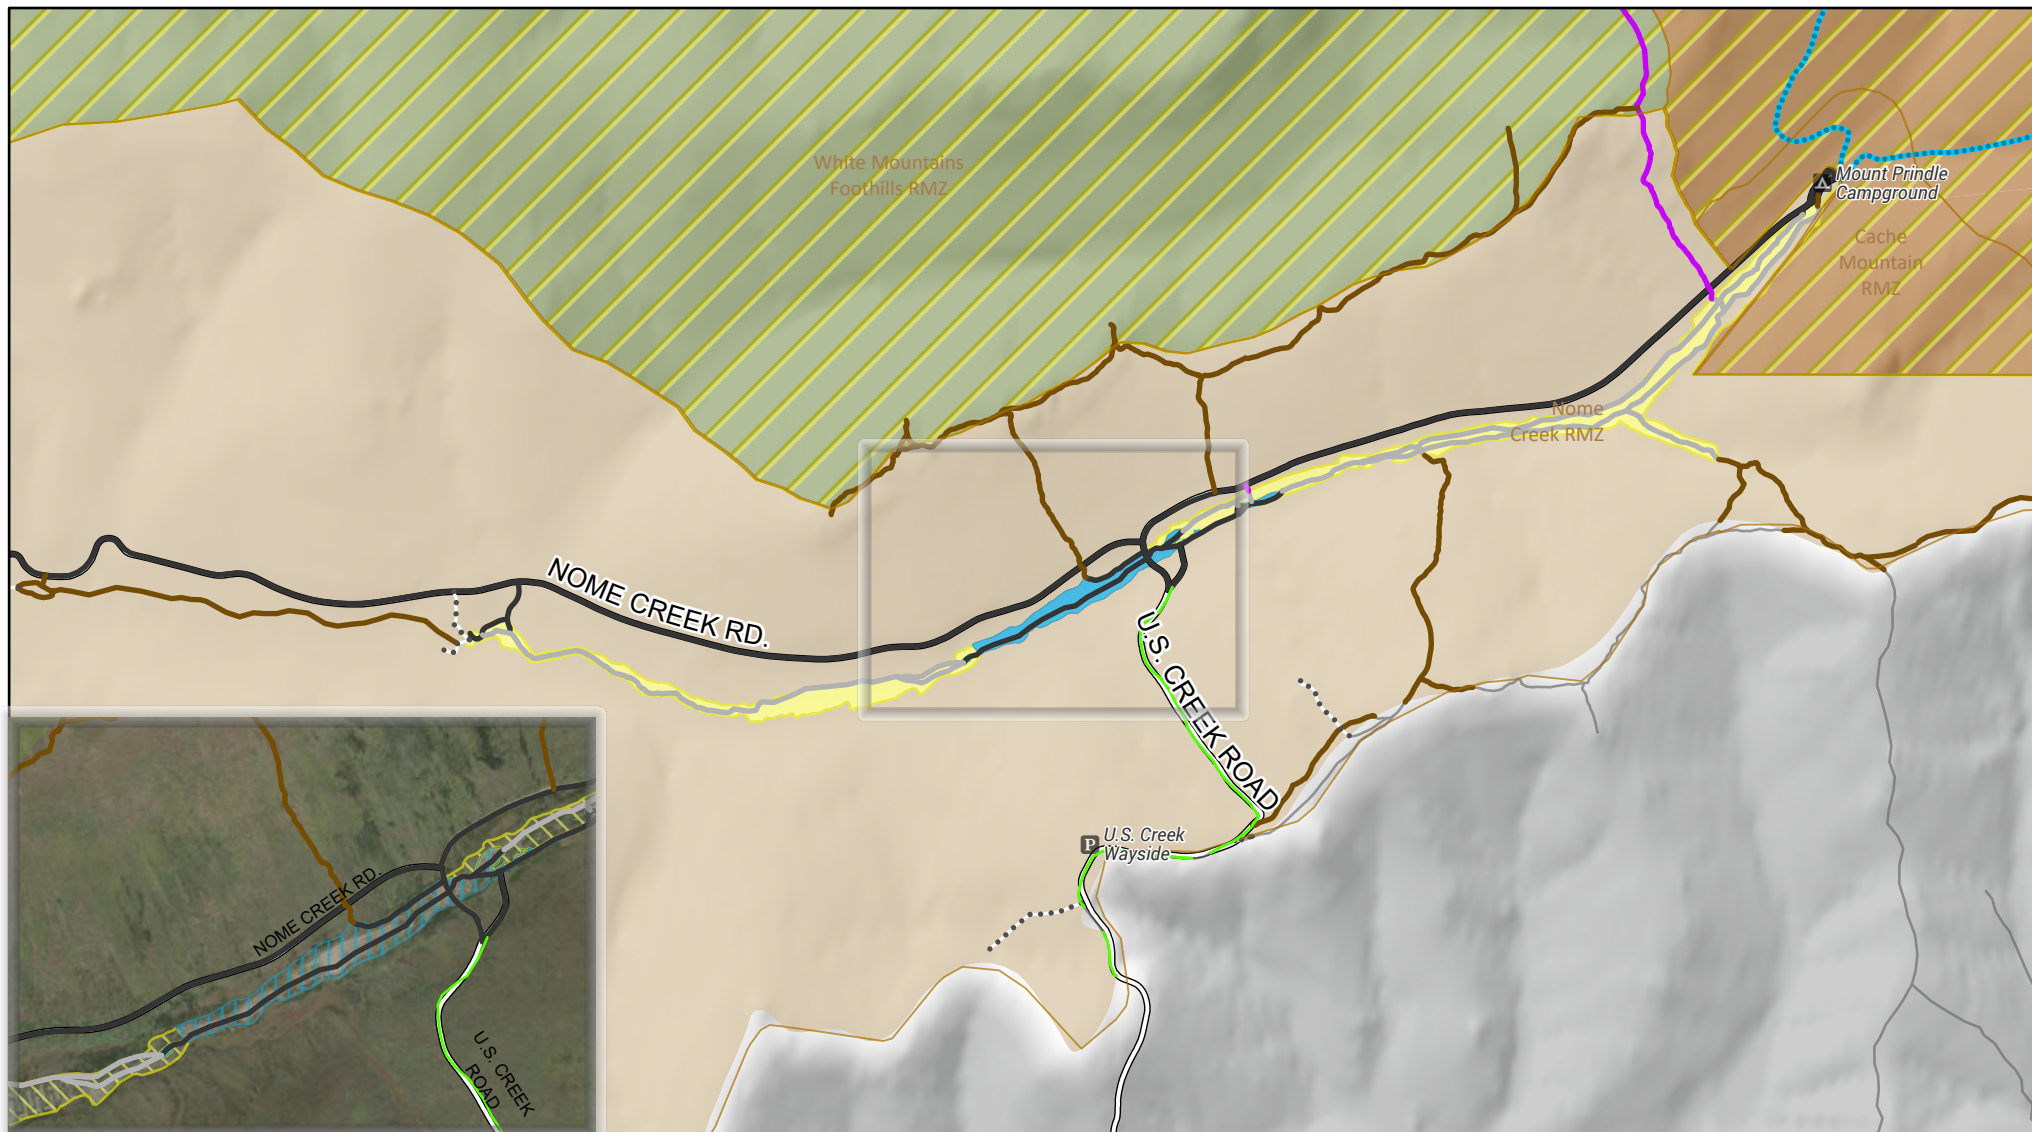 White Mountains
Foothills RMZ
Mount Prindle
Campground
Cache
Mountain
RMZ
Nome
Creek RMZ
NOME CREEK RD.
U.S. CREEK ROAD
P
U.S. Creek
Wayside
NOME CREEK RD.
U.S. CREEK
ROAD